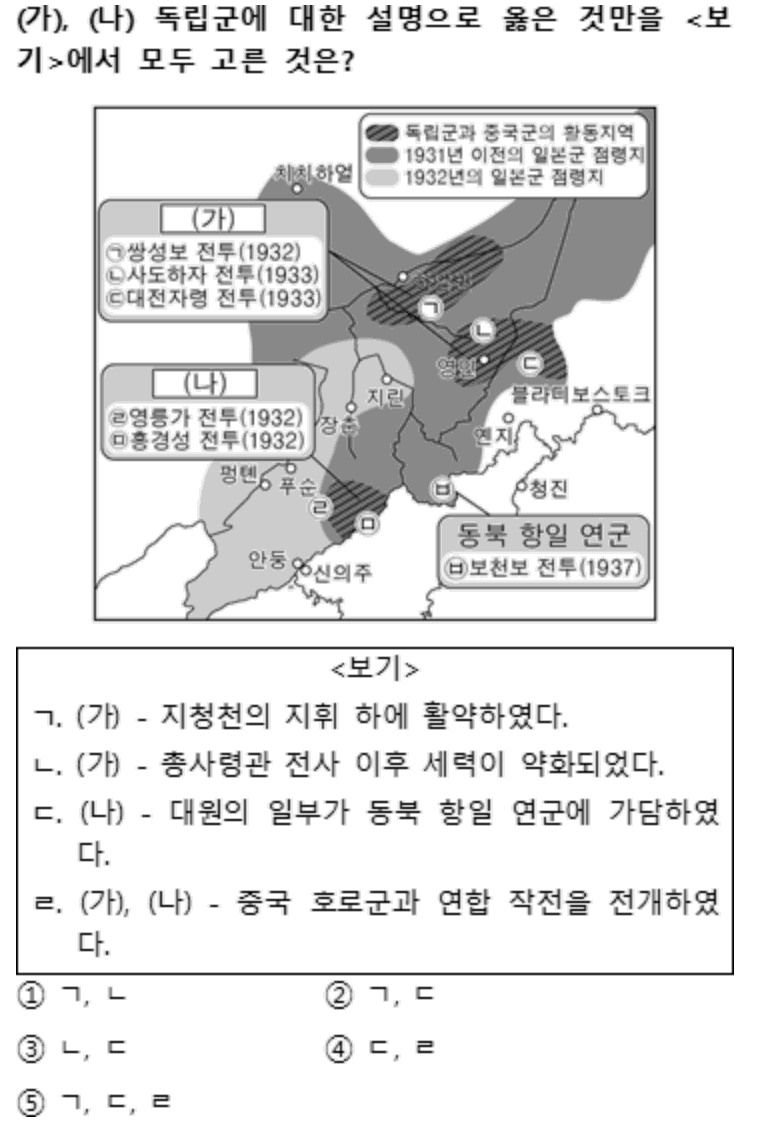 (가), (나) 독립군에 대한 설명으로 옳은 것만을 <보
기>에서 모두 고른 것은?
독립군과 중국군의 활동지역
1931년 이전의 일본군 점령지
1932년의 일본군 점령지
치치하얼
(가)
㉠쌍성보 전투(1932)
㉡사도하자 전투(1933)
㉢대전자령 전투(1933)
㉠
㉡
영안
㉢
(나)
㉣영릉가 전투(1932)
㉤흥경성 전투(1932)
지린
장춘
블라디보스토크
옌지
펑톈
푸순
㉣
㉤
㉥
청진
동북 항일 연군
㉥보천보 전투(1937)
안둥
신의주
<보기>
ㄱ. (가) - 지청천의 지휘 하에 활약하였다.
ㄴ. (가) - 총사령관 전사 이후 세력이 약화되었다.
ㄷ. (나) - 대원의 일부가 동북 항일 연군에 가담하였
다.
ㄹ. (가), (나) - 중국 호로군과 연합 작전을 전개하였
다.
① ㄱ, ㄴ
② ㄱ, ㄷ
③ ㄴ, ㄷ
④ ㄷ, ㄹ
⑤ ㄱ, ㄷ, ㄹ